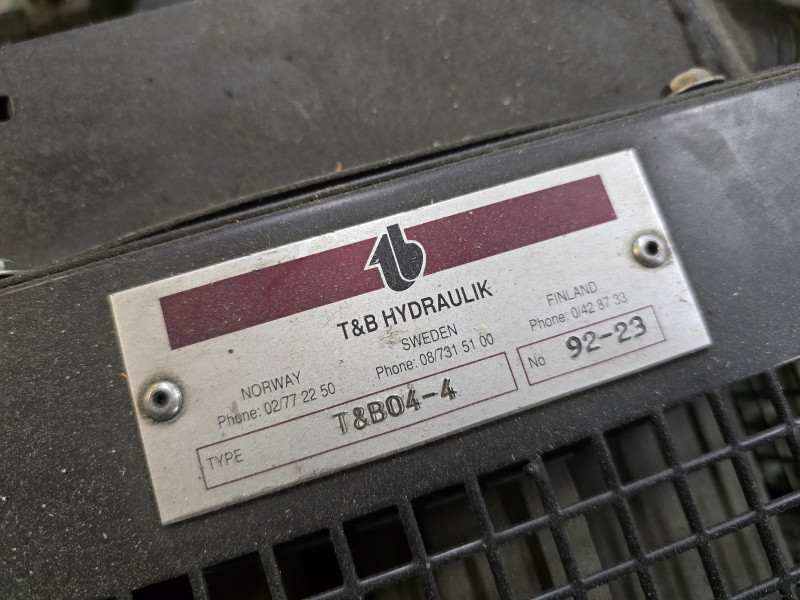 tb
T&B HYDRAULIK
NORWAY
Phone: 02/77 22 50
SWEDEN
Phone: 08/731 51 00
FINLAND
Phone: 0/42 87 33
TYPE T&B04-4
No 92-23